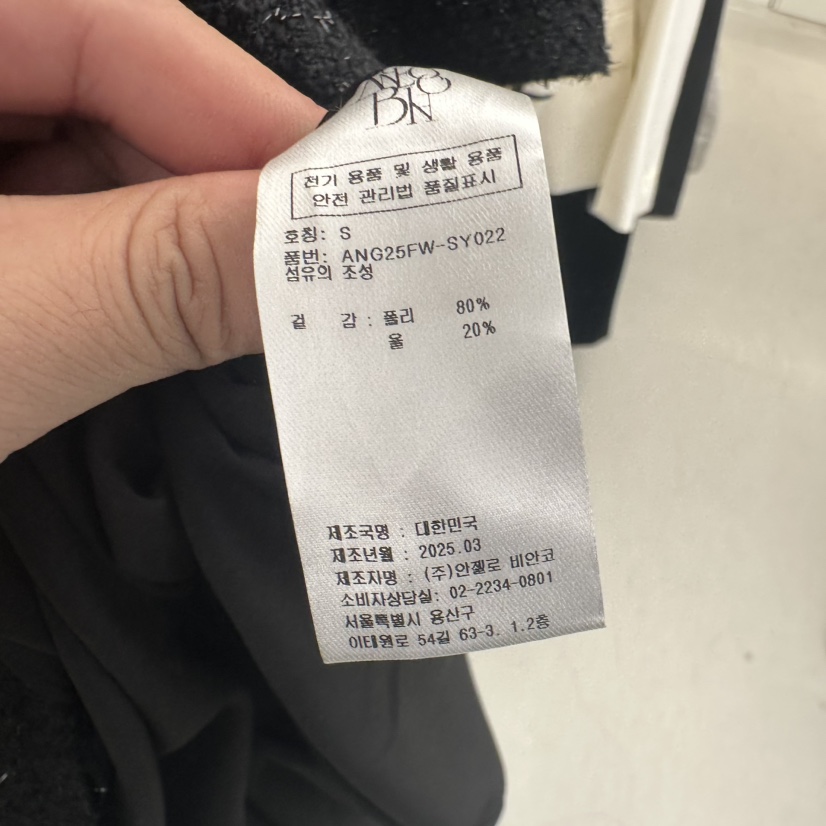 전기 용품 및 생활 용품
안전 관리법 품질표시
호칭: S
품번: ANG25FW-SY022
섬유의 조성
겉 감 : 폴리 80%
울 20%
제조국명 : 대한민국
제조년월 : 2025.03
제조자명 : (주)안젤로 비안코
소비자상담실: 02-2234-0801
서울특별시 용산구
이태원로 54길 63-3. 1.2층